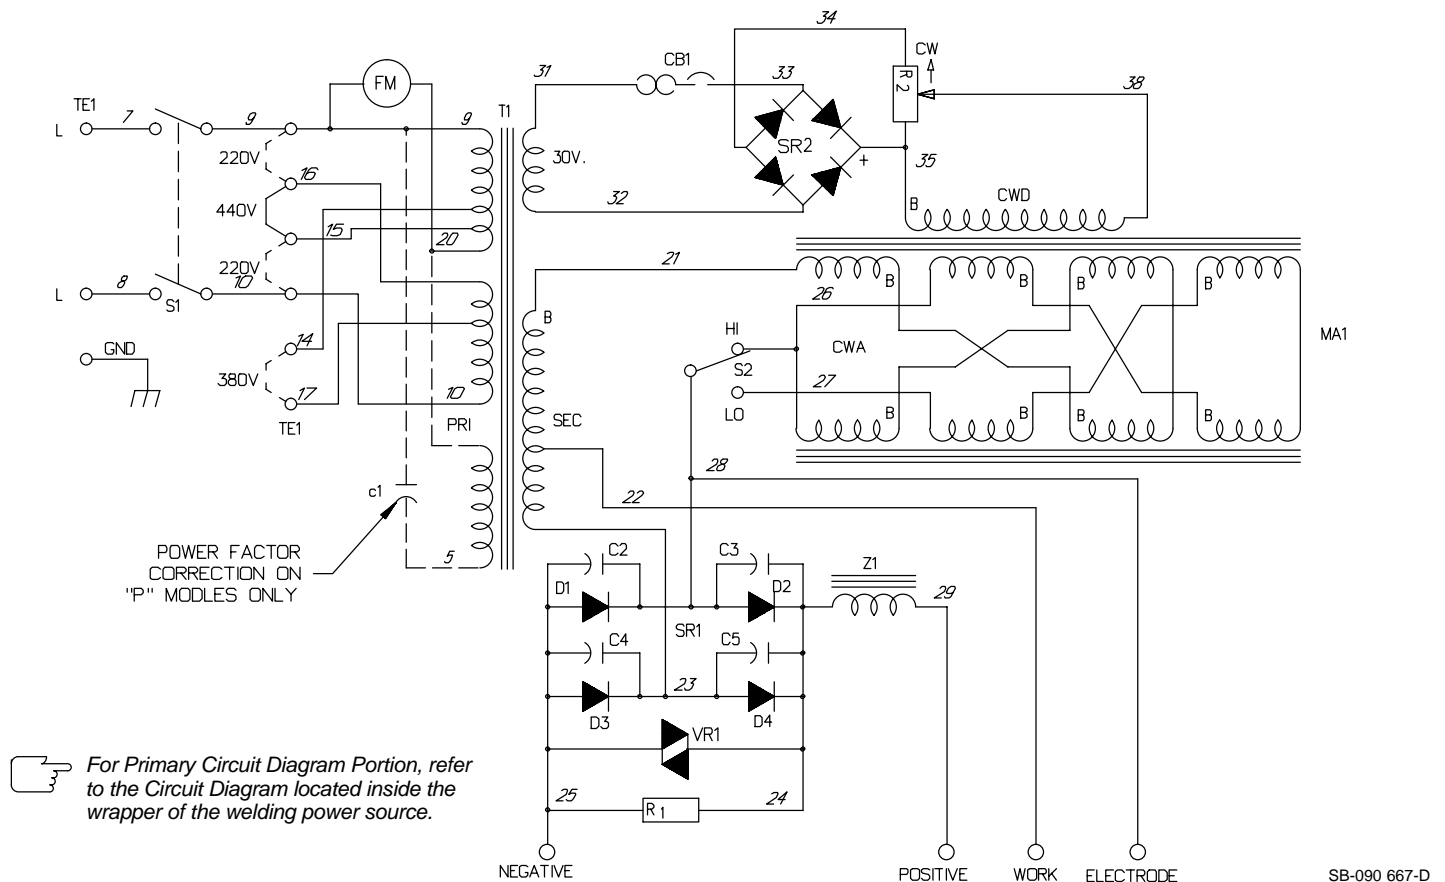 34
31
CB1
33
CW
R2
38
FM
TE1
L
7
9
9
T1
220V
16
30V.
SR2
+
35
440V
15
20
32
B
CWD
220V
10
21
B
B
B
B
L
8
S1
26
B
HI
S2
CWA
MA1
GND
14
380V
17
10
27
LO
TE1
PRI
SEC
B
B
B
B
c1
28
22
POWER FACTOR
CORRECTION ON
"P" MODLES ONLY
5
C2
C3
Z1
D1
D2
29
SR1
C4
C5
23
D3
D4
VR1
For Primary Circuit Diagram Portion, refer
to the Circuit Diagram located inside the
wrapper of the welding power source.
25
R1
24
NEGATIVE
POSITIVE
WORK
ELECTRODE
SB-090 667-D